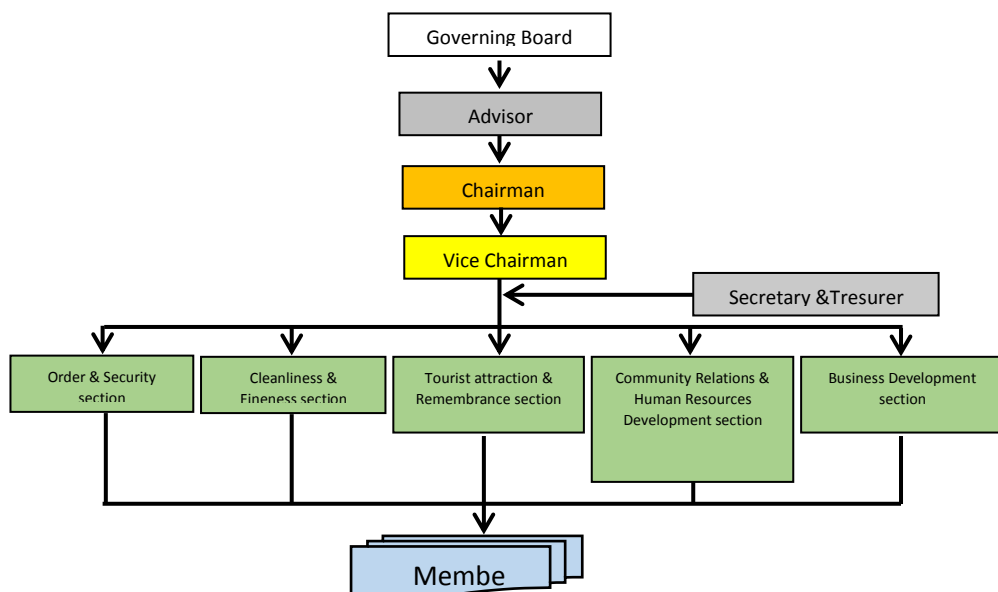 Governing Board
Advisor
Chairman
Vice Chairman
Secretary &Tresurer
Order & Security
section
Cleanliness &
Fineness section
Tourist attraction &
Remembrance section
Community Relations &
Human Resources
Development section
Business Development
section
Membe